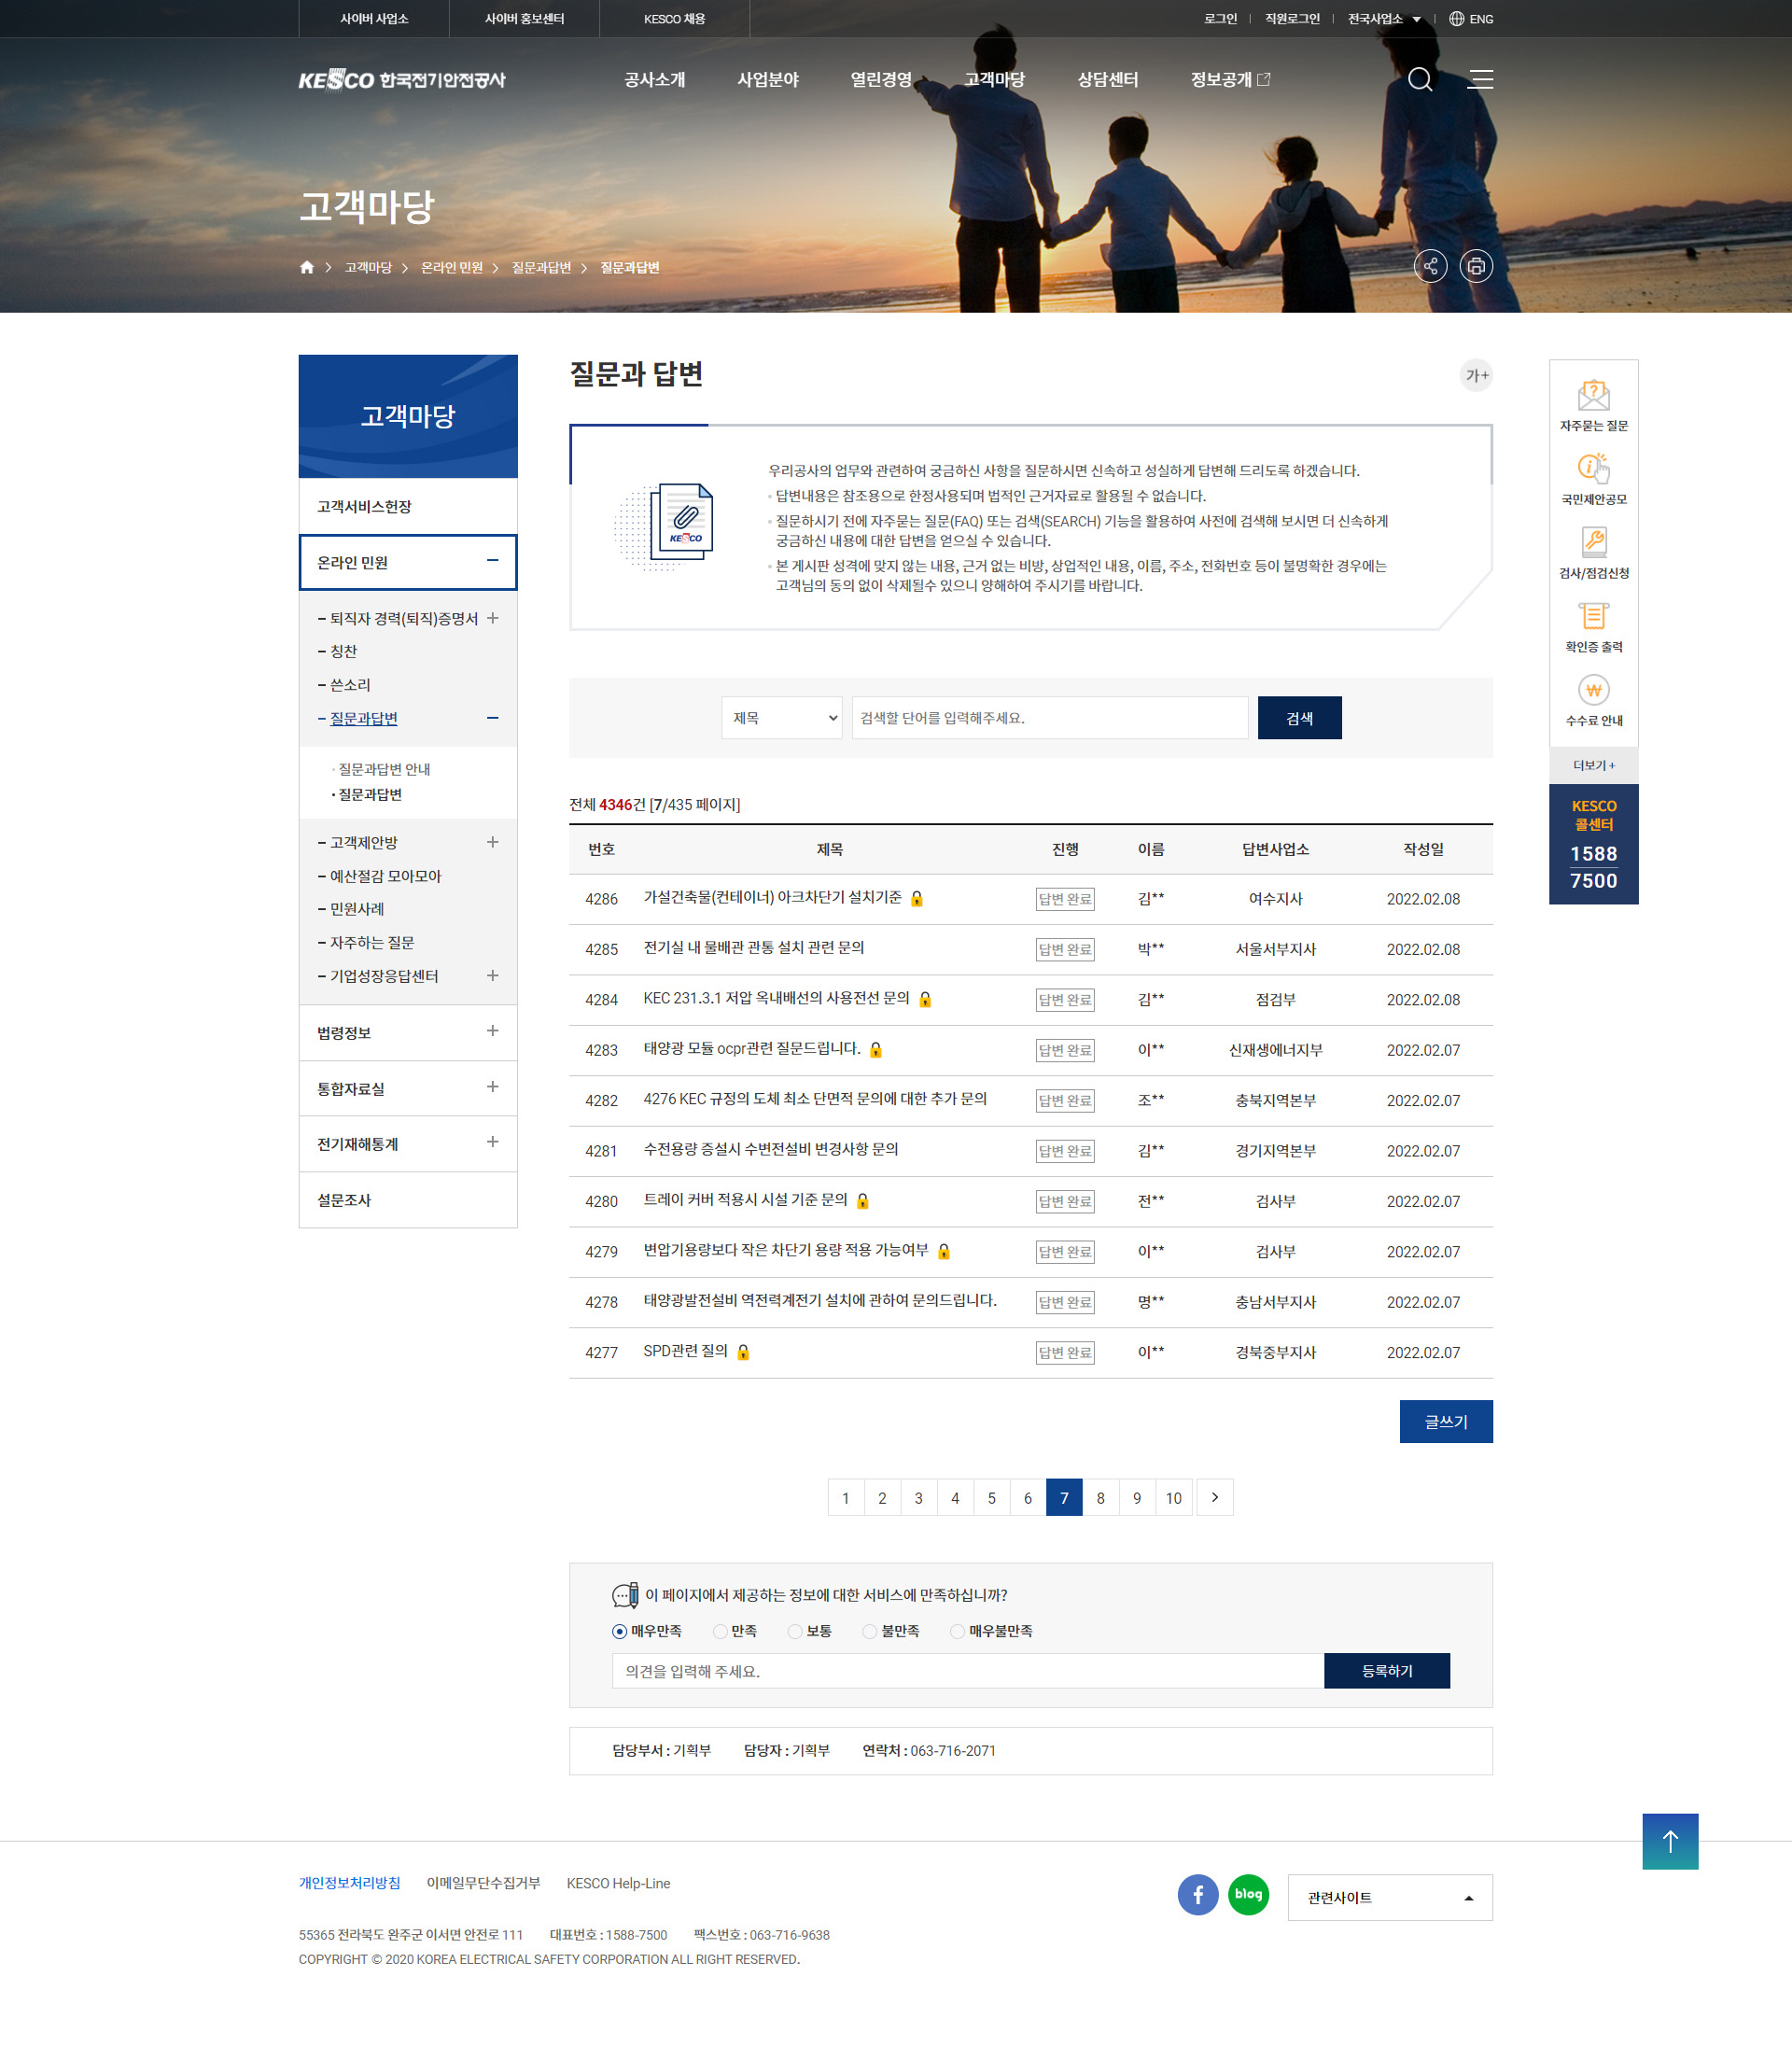 사이버 사업소
사이버 홍보센터
KESCO 채용
로그인
직원로그인
전국사업소
ENG
KESCO 한국전기안전공사
공사소개
사업분야
열린경영
고객마당
상담센터
정보공개
고객마당
고객마당
온라인 민원
질문과답변
질문과답변
고객마당
고객서비스헌장
온라인 민원
퇴직자 경력(퇴직)증명서
칭찬
쓴소리
질문과답변
질문과답변 안내
질문과답변
고객제안방
예산절감 모아모아
민원사례
자주하는 질문
기업성장응답센터
법령정보
통합자료실
전기재해통계
설문조사
질문과 답변
가+
KESCO
우리공사의 업무와 관련하여 궁금하신 사항을 질문하시면 신속하고 성실하게 답변해 드리도록 하겠습니다.
답변내용은 참조용으로 한정사용되며 법적인 근거자료로 활용될 수 없습니다.
질문하시기 전에 자주묻는 질문(FAQ) 또는 검색(SEARCH) 기능을 활용하여 사전에 검색해 보시면 더 신속하게
궁금하신 내용에 대한 답변을 얻으실 수 있습니다.
본 게시판 성격에 맞지 않는 내용, 근거 없는 비방, 상업적인 내용, 이름, 주소, 전화번호 등이 불명확한 경우에는
고객님의 동의 없이 삭제될수 있으니 양해하여 주시기를 바랍니다.
제목
검색할 단어를 입력해주세요.
검색
전체 4346건 [7/435 페이지]
번호 제목 진행 이름 답변사업소 작성일
4286 가설건축물(컨테이너) 아크차단기 설치기준 답변 완료 김** 여수지사 2022.02.08
4285 전기실 내 물배관 관통 설치 관련 문의 답변 완료 박** 서울서부지사 2022.02.08
4284 KEC 231.3.1 저압 옥내배선의 사용전선 문의 답변 완료 김** 점검부 2022.02.08
4283 태양광 모듈 ocpr관련 질문드립니다. 답변 완료 이** 신재생에너지부 2022.02.07
4282 4276 KEC 규정의 도체 최소 단면적 문의에 대한 추가 문의 답변 완료 조** 충북지역본부 2022.02.07
4281 수전용량 증설시 수변전설비 변경사항 문의 답변 완료 김** 경기지역본부 2022.02.07
4280 트레이 커버 적용시 시설 기준 문의 답변 완료 전** 검사부 2022.02.07
4279 변압기용량보다 작은 차단기 용량 적용 가능여부 답변 완료 이** 검사부 2022.02.07
4278 태양광발전설비 역전력계전기 설치에 관하여 문의드립니다. 답변 완료 명** 충남서부지사 2022.02.07
4277 SPD관련 질의 답변 완료 이** 경북중부지사 2022.02.07
글쓰기
1 2 3 4 5 6 7 8 9 10
이 페이지에서 제공하는 정보에 대한 서비스에 만족하십니까?
매우만족 만족 보통 불만족 매우불만족
의견을 입력해 주세요.
등록하기
담당부서 : 기획부 담당자 : 기획부 연락처 : 063-716-2071
자주묻는 질문
국민제안공모
검사/점검신청
확인증 출력
수수료 안내
더보기 +
KESCO
콜센터
1588
7500
개인정보처리방침
이메일무단수집거부
KESCO Help-Line
blog
관련사이트
55365 전라북도 완주군 이서면 안전로 111 대표번호 : 1588-7500 팩스번호 : 063-716-9638
COPYRIGHT © 2020 KOREA ELECTRICAL SAFETY CORPORATION ALL RIGHT RESERVED.